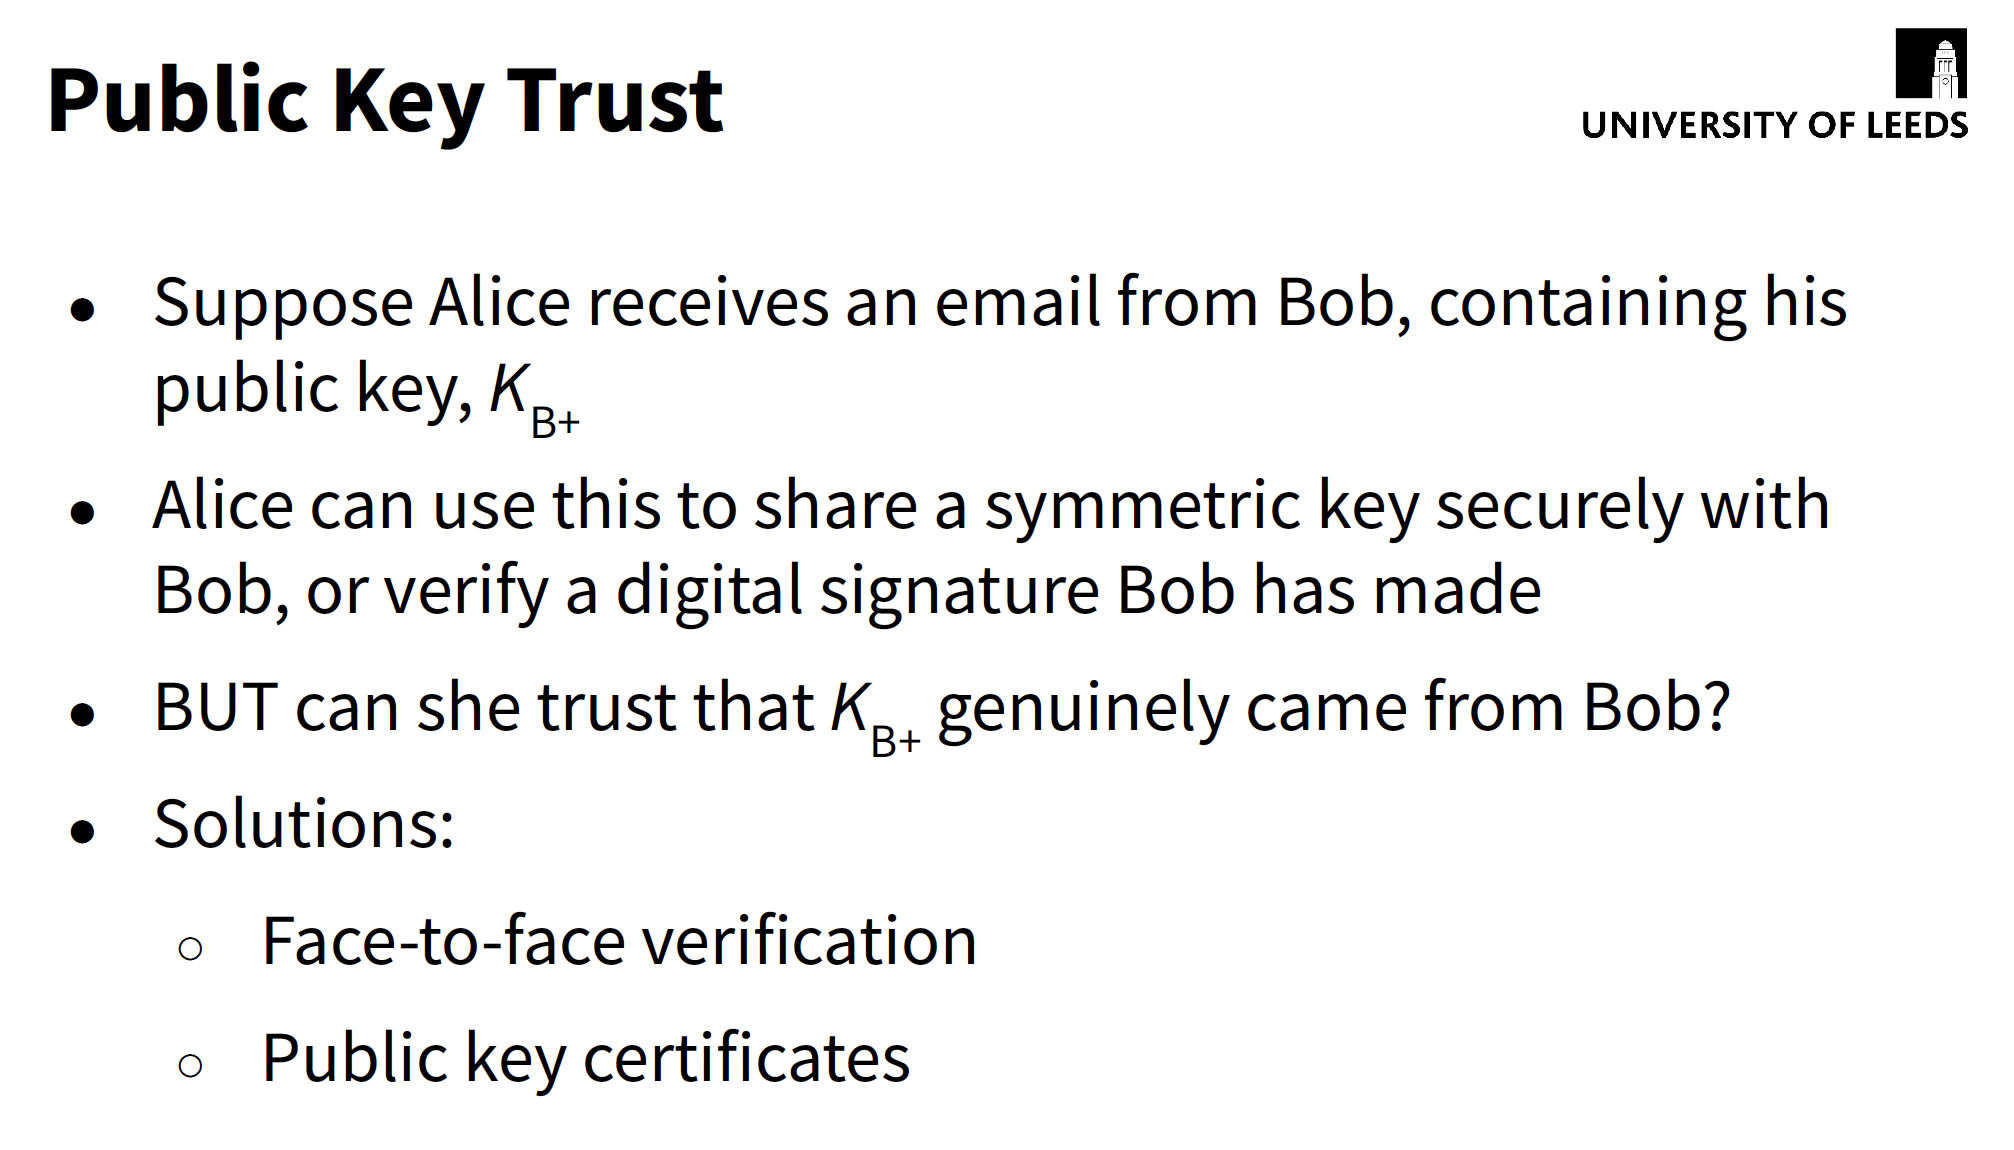 Public Key Trust
UNIVERSITY OF LEEDS
● Suppose Alice receives an email from Bob, containing his
public key, K_B+
● Alice can use this to share a symmetric key securely with
Bob, or verify a digital signature Bob has made
● BUT can she trust that K_B+ genuinely came from Bob?
● Solutions:
○ Face-to-face verification
○ Public key certificates